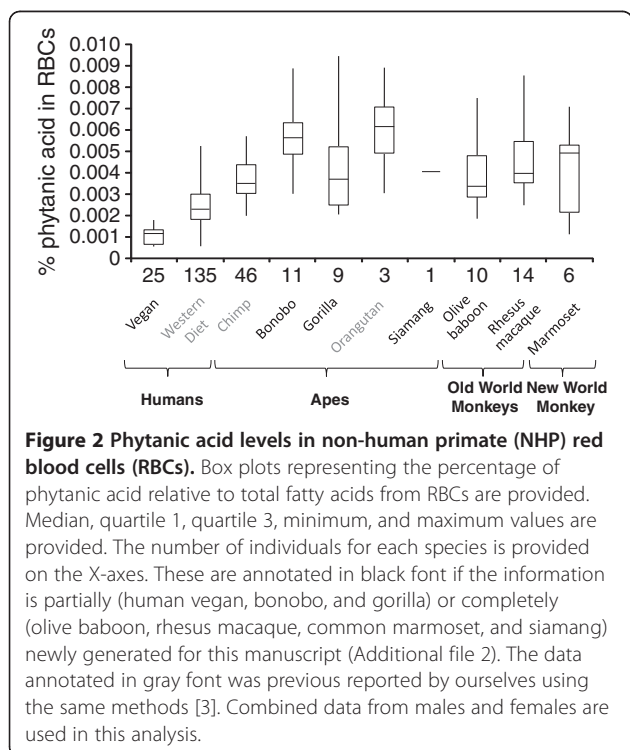 % phytanic acid in RBCs
0.010
0.009
0.008
0.007
0.006
0.005
0.004
0.003
0.002
0.001
0
25 135 46 11 9 3 1 10 14 6
Vegan
Western
Diet
Chimp
Bonobo
Gorilla
Orangutan
Siamang
Olive
baboon
Rhesus
macaque
Marmoset
Humans
Apes
Old World
Monkeys
New World
Monkey
Figure 2 Phytanic acid levels in non-human primate (NHP) red
blood cells (RBCs). Box plots representing the percentage of
phytanic acid relative to total fatty acids from RBCs are provided.
Median, quartile 1, quartile 3, minimum, and maximum values are
provided. The number of individuals for each species is provided
on the X-axes. These are annotated in black font if the information
is partially (human vegan, bonobo, and gorilla) or completely
(olive baboon, rhesus macaque, common marmoset, and siamang)
newly generated for this manuscript (Additional file 2). The data
annotated in gray font was previous reported by ourselves using
the same methods [3]. Combined data from males and females are
used in this analysis.